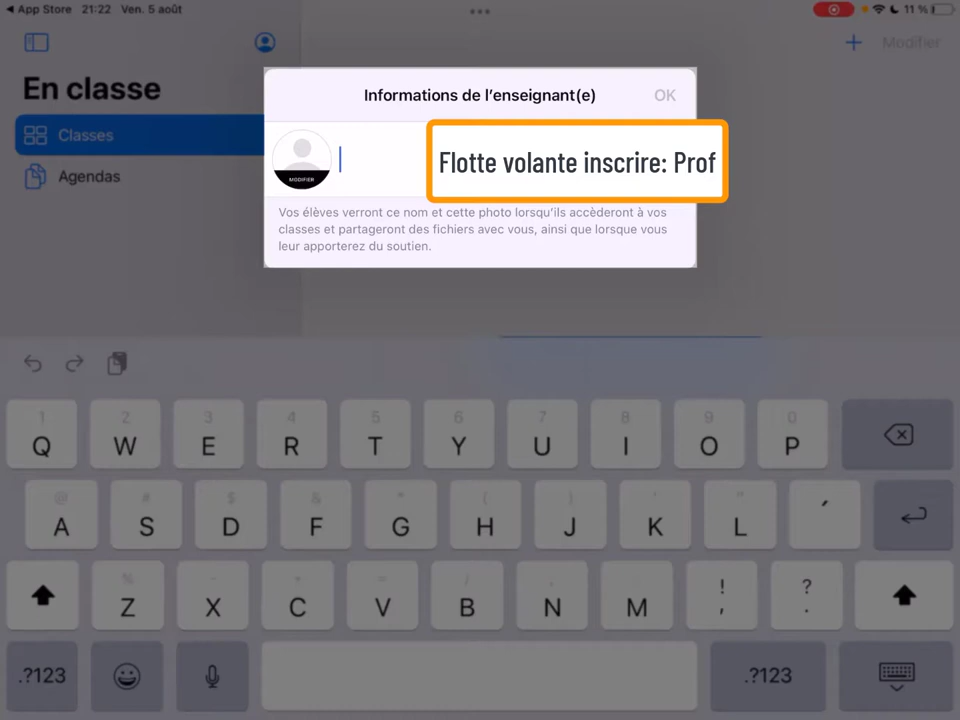 App Store 21:22 Ven. 5 août
11 %
Modifier
En classe
Classes
Agendas
Informations de l'enseignant(e)
OK
MODIFIER
Flotte volante inscrire: Prof
Vos élèves verront ce nom et cette photo lorsqu'ils accèderont à vos
classes et partageront des fichiers avec vous, ainsi que lorsque vous
leur apporterez du soutien.
1 2 3 4 5 6 7 8 9 0
Q W E R T Y U I O P
@ # $ & * ( ) ' "
A S D F G H J K L ´
% - + = / ! ?
Z X C V B N M , .
.?123 .?123